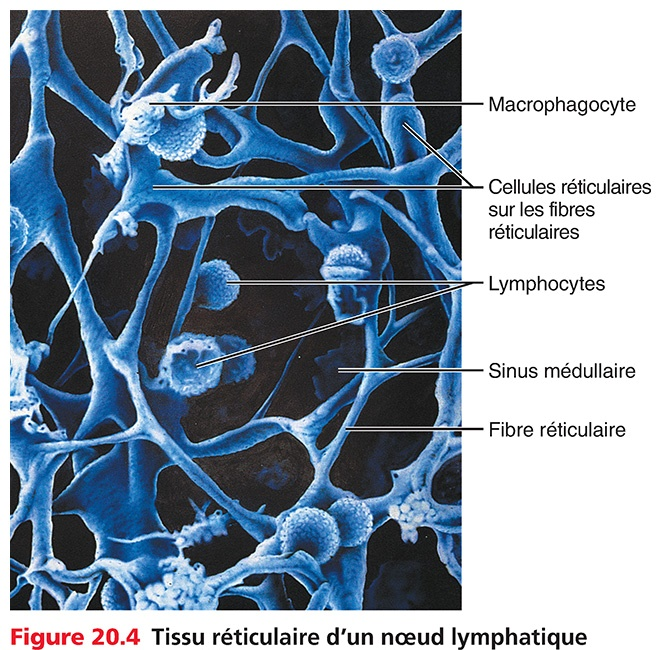 Macrophagocyte
Cellules réticulaires
sur les fibres
réticulaires
Lymphocytes
Sinus médullaire
Fibre réticulaire
Figure 20.4 Tissu réticulaire d'un nœud lymphatique